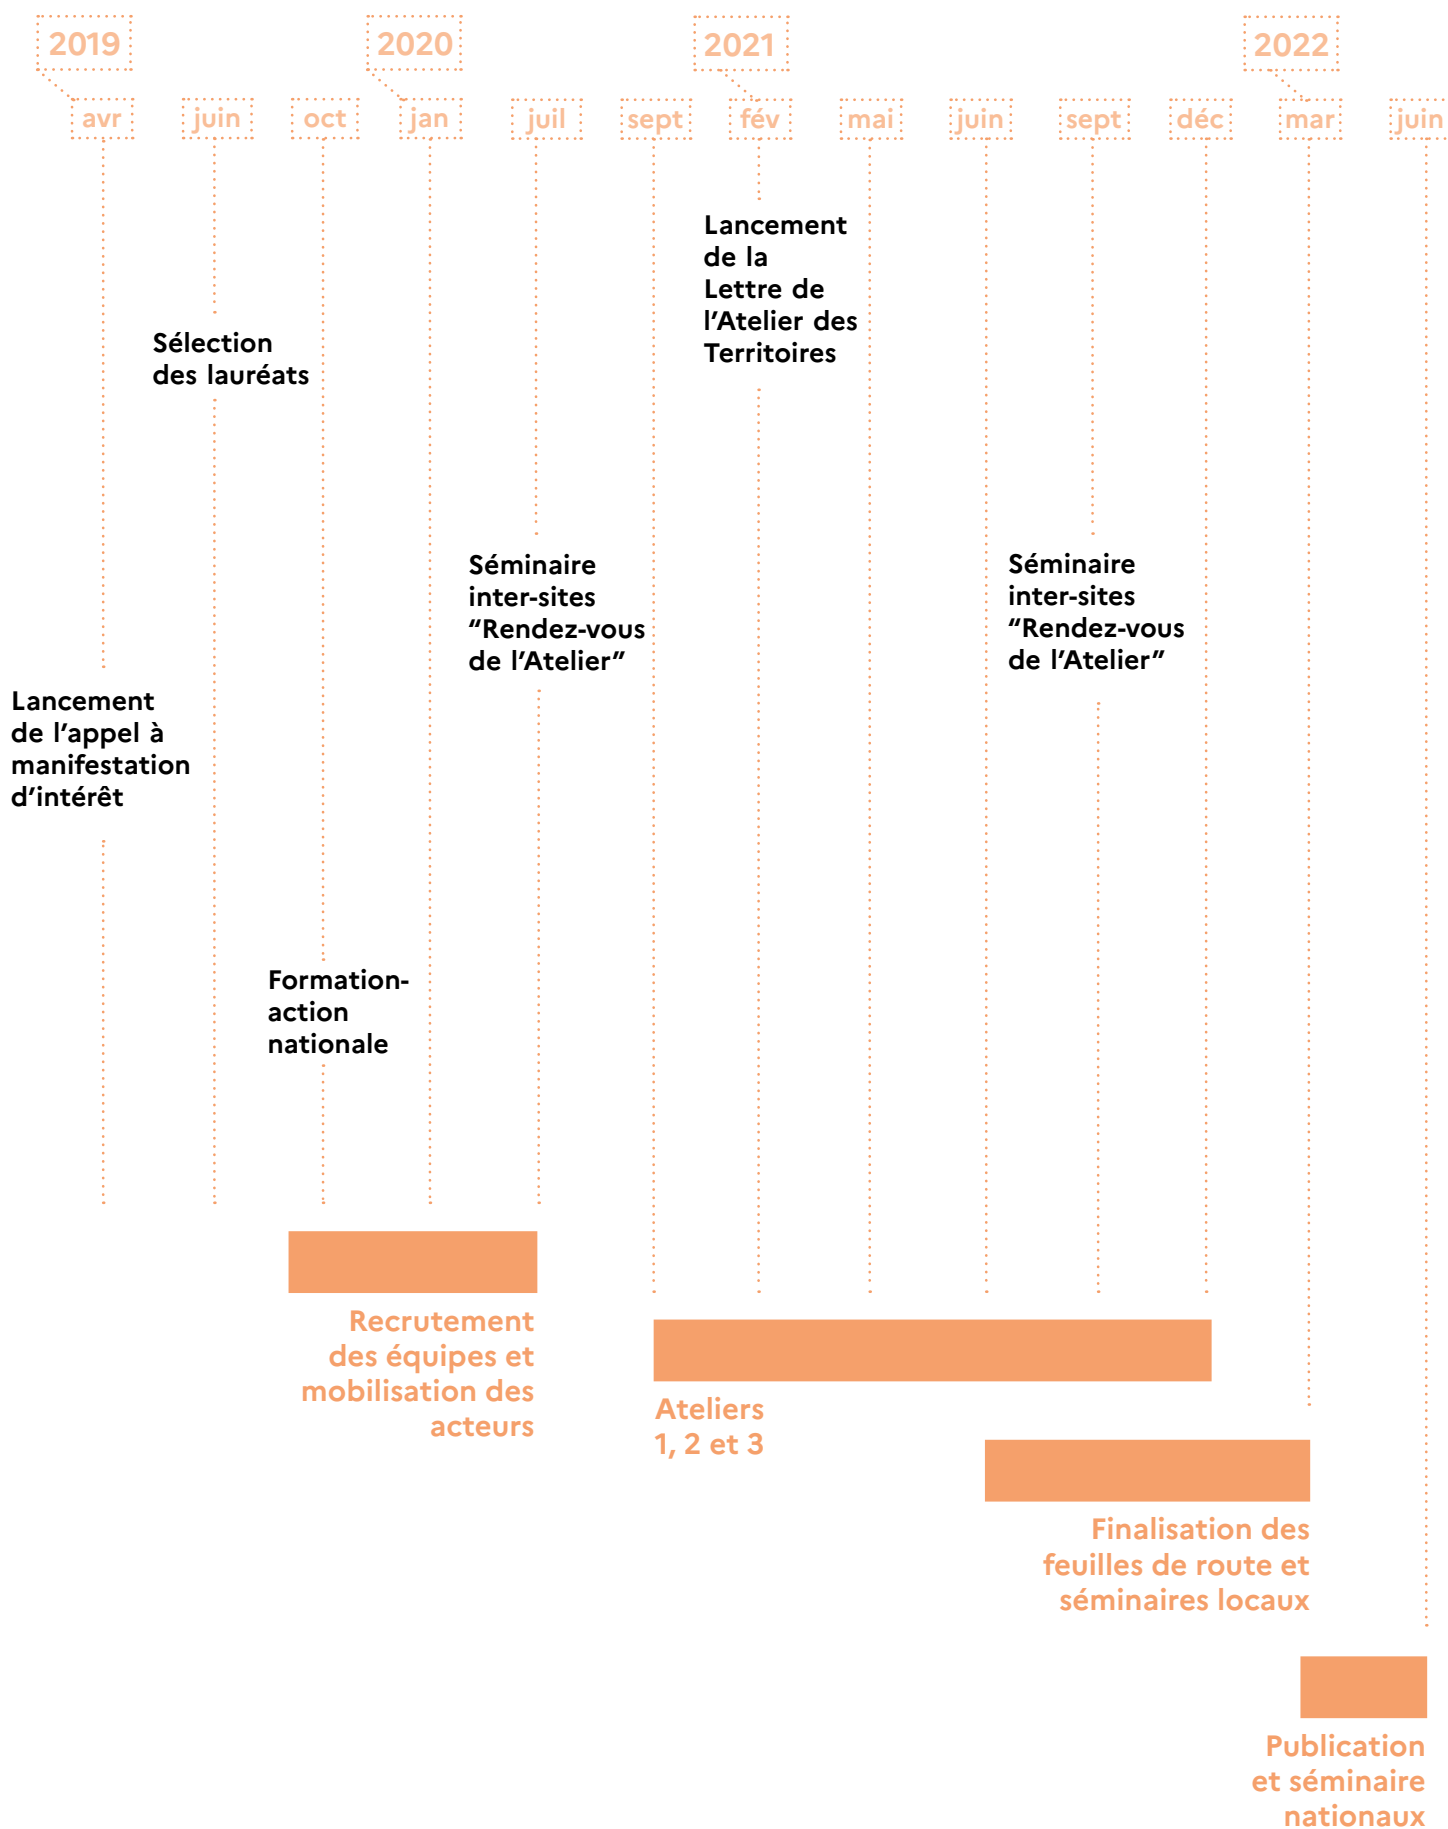 2019
2020
2021
2022
avr
juin
oct
jan
juil
sept
fév
mai
juin
sept
déc
mar
juin
Lancement
de la
Lettre de
l’Atelier des
Territoires
Sélection
des lauréats
Séminaire
inter-sites
“Rendez-vous
de l’Atelier”
Séminaire
inter-sites
“Rendez-vous
de l’Atelier”
Lancement
de l’appel à
manifestation
d’intérêt
Formation-
action
nationale
Recrutement
des équipes et
mobilisation des
acteurs
Ateliers
1, 2 et 3
Finalisation des
feuilles de route et
séminaires locaux
Publication
et séminaire
nationaux